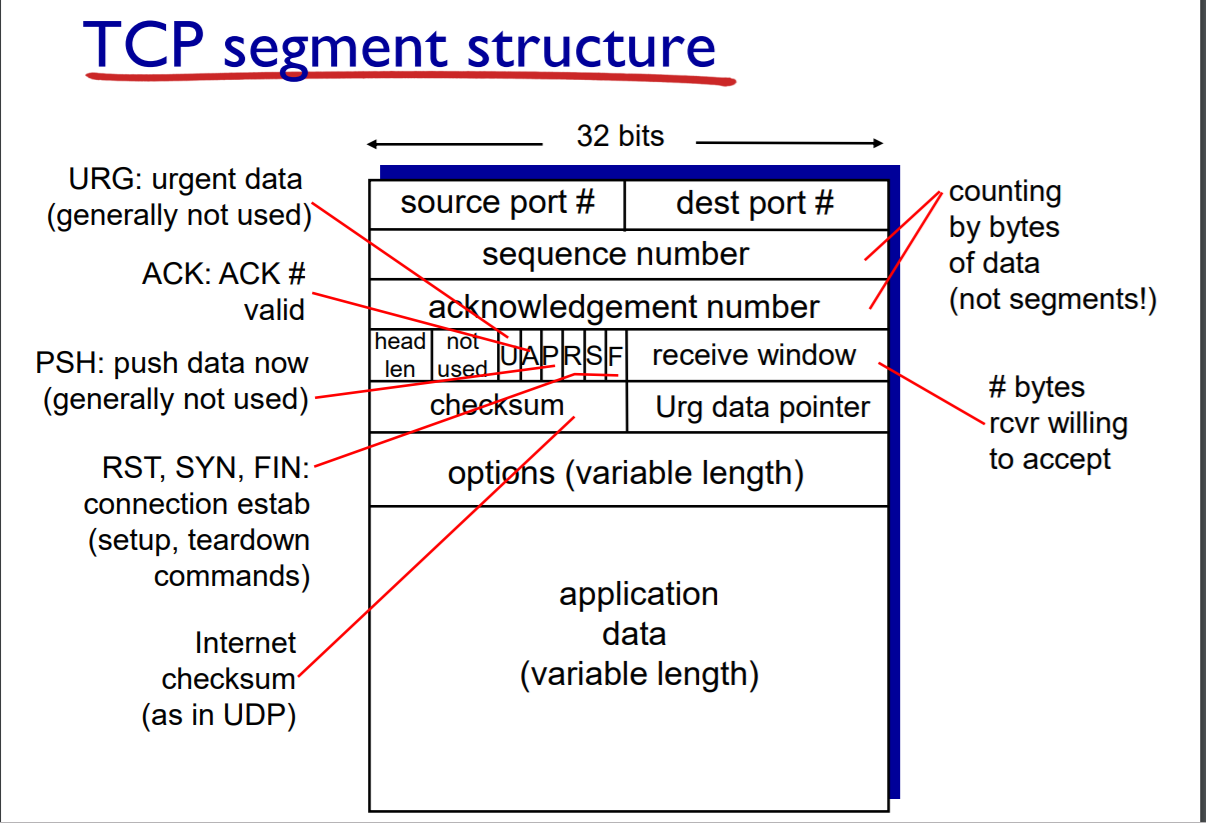 TCP segment structure
32 bits
URG: urgent data
(generally not used)
ACK: ACK #
valid
PSH: push data now
(generally not used)
RST, SYN, FIN:
connection estab
(setup, teardown
commands)
Internet
checksum
(as in UDP)
source port #
dest port #
sequence number
acknowledgement number
head
len
not
used
U
A
P
R
S
F
receive window
checksum
Urg data pointer
options (variable length)
application
data
(variable length)
counting
by bytes
of data
(not segments!)
# bytes
rcvr willing
to accept